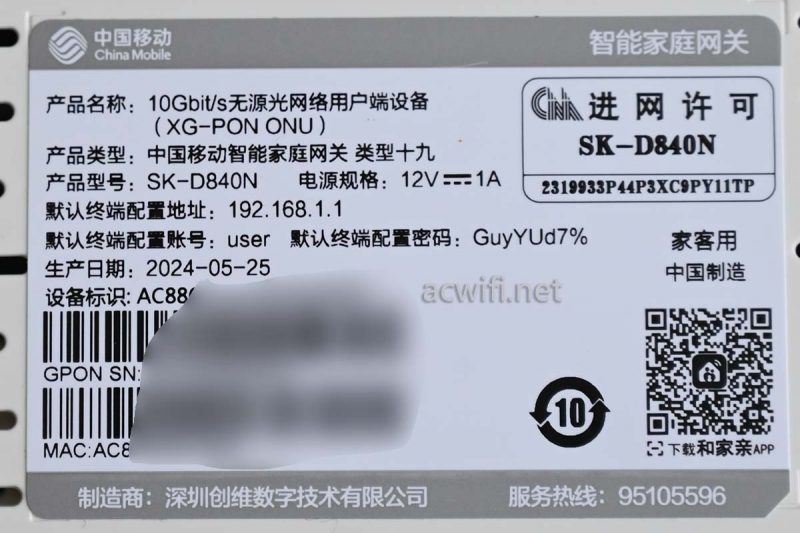 中国移动
China Mobile
智能家庭网关
产品名称：10Gbit/s无源光网络用户端设备
（XG-PON ONU）
产品类型：中国移动智能家庭网关 类型十九
产品型号：SK-D840N 电源规格：12V⎓1A
CINA 进网许可
SK-D840N
2319933P44P3XC9PY11TP
默认终端配置地址：192.168.1.1
默认终端配置账号：user 默认终端配置密码：GuyYUd7%
生产日期：2024-05-25
设备标识：AC88
家客用
中国制造
acwifi.net
GPON SN:
MAC:AC8
10
下载和家亲APP
制造商：深圳创维数字技术有限公司
服务热线：95105596